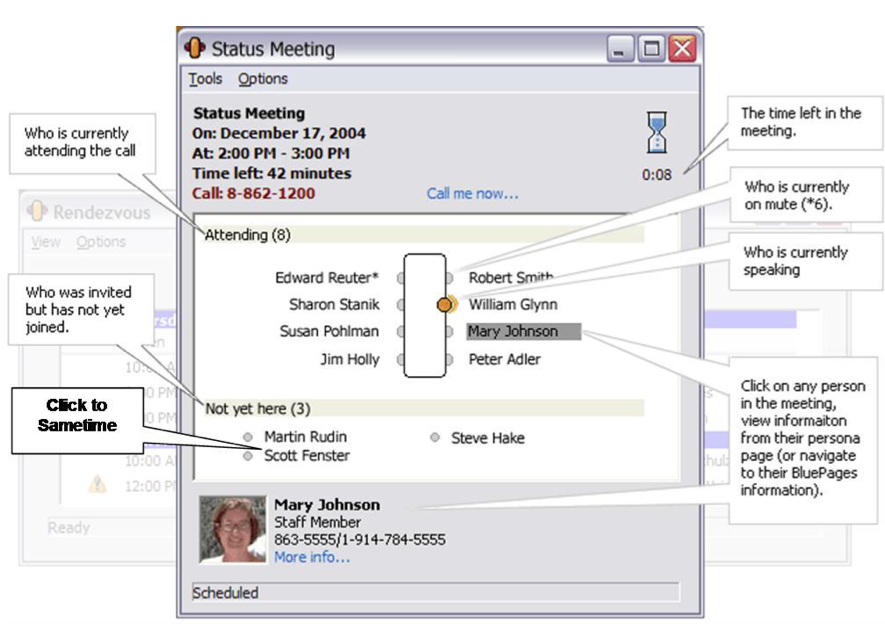 Status Meeting
Tools Options
Status Meeting
On: December 17, 2004
At: 2:00 PM - 3:00 PM
Time left: 42 minutes
Call: 8-862-1200
Call me now...
0:08
The time left in the
meeting.
Who is currently
attending the call
Who is currently
on mute (*6).
Rendezvous
View Options
Attending (8)
Who is currently
speaking
Edward Reuter*
Robert Smith
Sharon Stanik
William Glynn
Susan Pohlman
Mary Johnson
Jim Holly
Peter Adler
Who was invited
but has not yet
joined.
Not yet here (3)
Click to
Sametime
Martin Rudin
Steve Hake
Scott Fenster
Click on any person
in the meeting,
view informaiton
from their persona
page (or navigate
to their BluePages
information).
10:00
12:00 PM
Mary Johnson
Staff Member
863-5555/1-914-784-5555
More info...
Ready
Scheduled